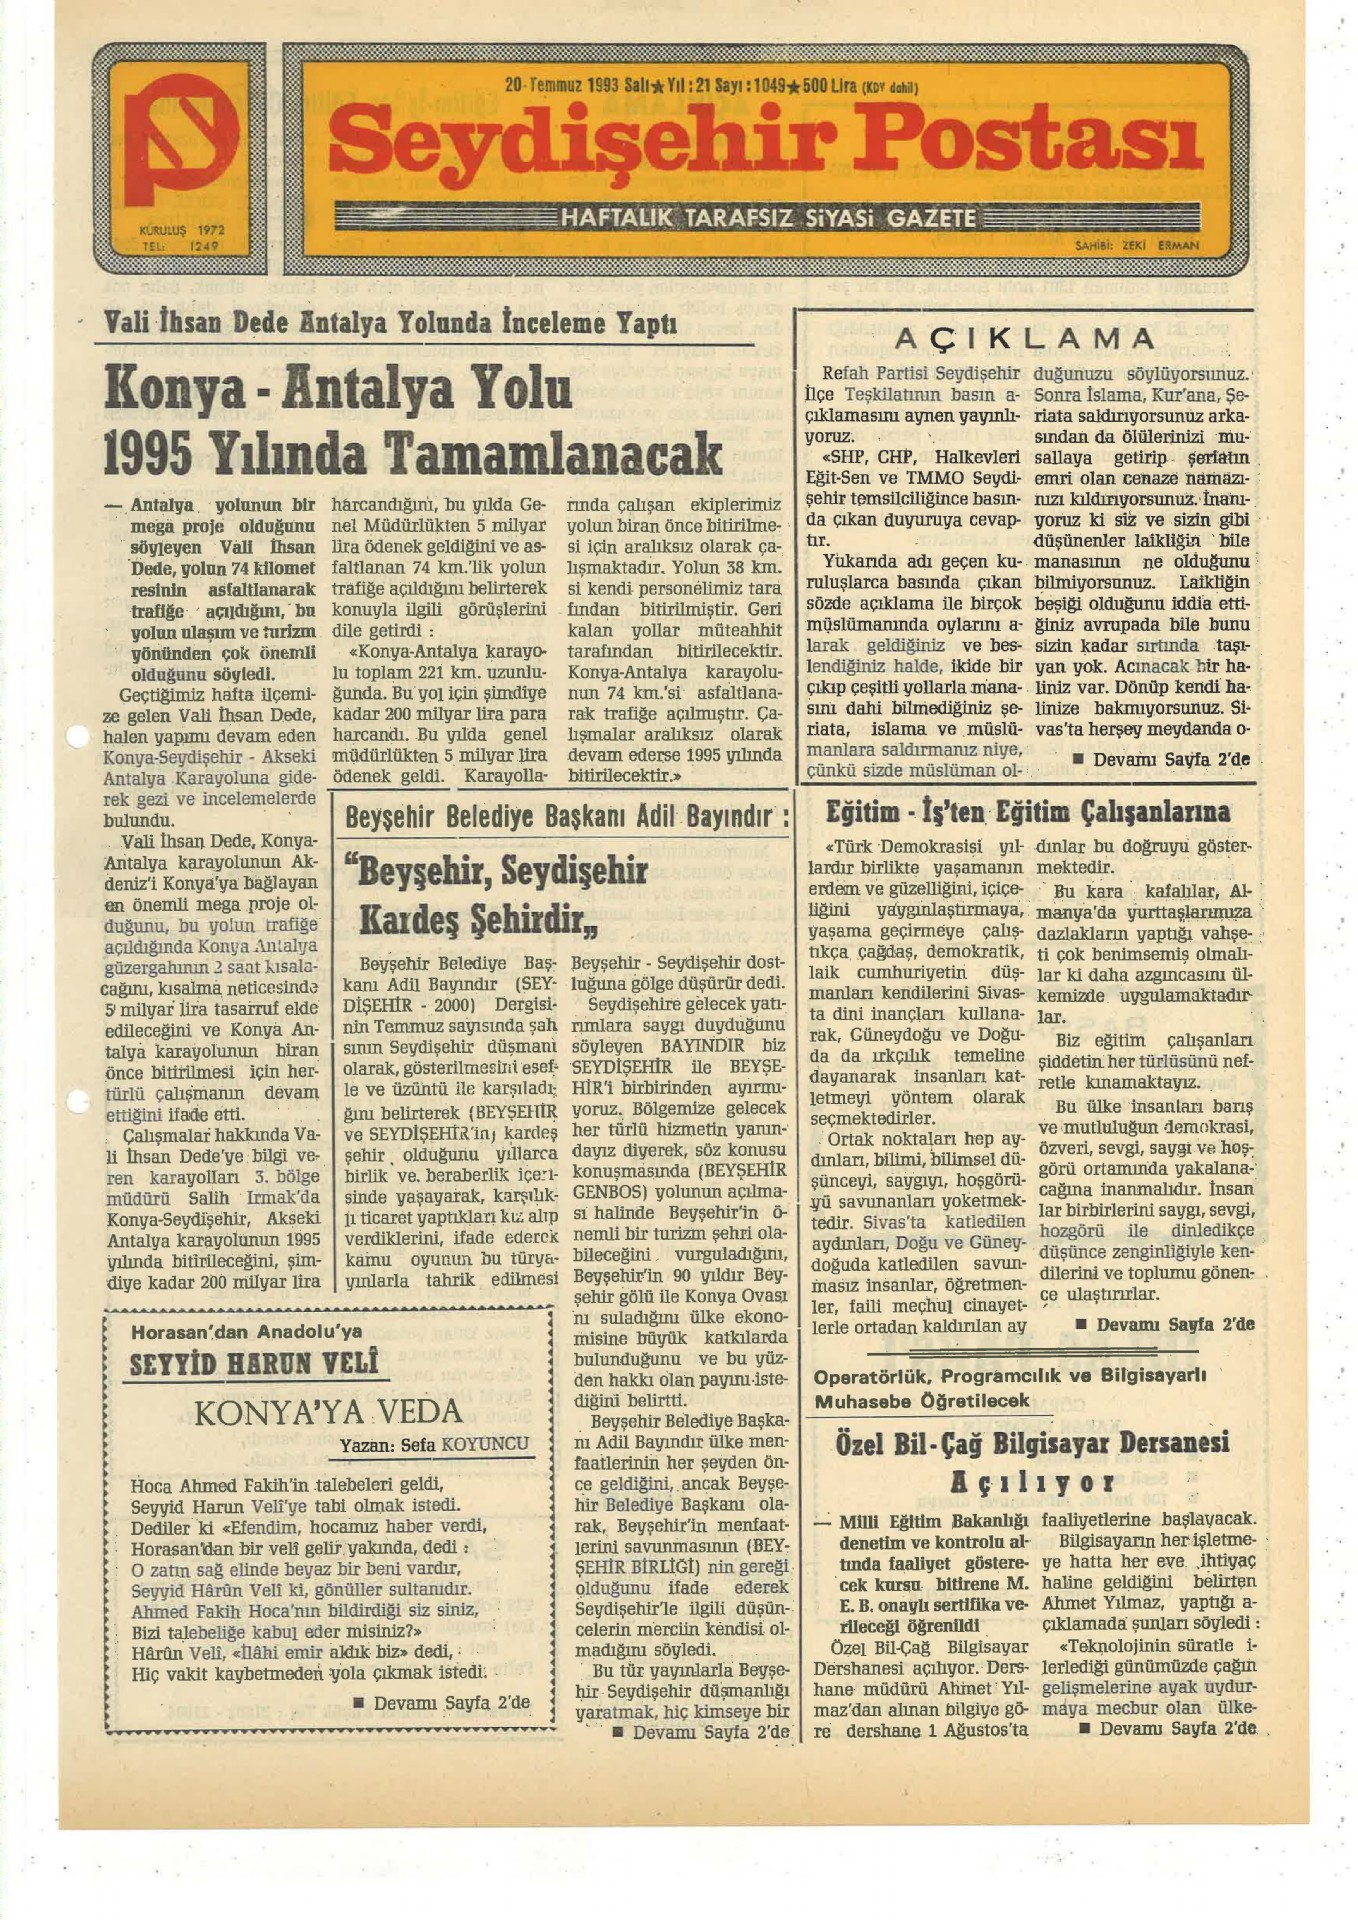 20-Temmuz 1993 Salı★Yıl:21 Sayı:1049★500 Lira (KDV dahil)
Seydişehir Postası
HAFTALIK TARAFSIZ SİYASİ GAZETE
KURULUŞ 1972
TEL: 1249
SAHİBİ: ZEKİ ERMAN
Vali İhsan Dede Antalya Yolunda İnceleme Yaptı
Konya - Antalya Yolu
1995 Yılında Tamamlanacak
— Antalya yolunun bir
mega proje olduğunu
söyleyen Vali İhsan
Dede, yolun 74 kilomet
resinin asfaltlanarak
trafiğe açıldığını, bu
yolun ulaşım ve turizm
yönünden çok önemli
olduğunu söyledi.
Geçtiğimiz hafta ilçemi-
ze gelen Vali İhsan Dede,
halen yapımı devam eden
Konya-Seydişehir - Akseki
Antalya Karayoluna gide-
rek gezi ve incelemelerde
bulundu.
Vali İhsan Dede, Konya-
Antalya karayolunun Ak-
deniz'i Konya'ya bağlayan
en önemli mega proje ol-
duğunu, bu yolun trafiğe
açıldığında Konya Antalya
güzergahının 2 saat kısala-
cağını, kısalma neticesinde
5 milyar lira tasarruf elde
edileceğini ve Konya An-
talya karayolunun biran
önce bitirilmesi için her-
türlü çalışmanın devam
ettiğini ifade etti.
Çalışmalar hakkında Va-
li İhsan Dede'ye bilgi ve-
ren karayolları 3. bölge
müdürü Salih Irmak'da
Konya-Seydişehir, Akseki
Antalya karayolunun 1995
yılında bitirileceğini, şim-
diye kadar 200 milyar lira
harcandığını, bu yılda Ge-
nel Müdürlükten 5 milyar
lira ödenek geldiğini ve as-
faltlanan 74 km.'lik yolun
trafiğe açıldığını belirterek
konuyla ilgili görüşlerini
dile getirdi :
«Konya-Antalya karayo-
lu toplam 221 km. uzunlu-
ğunda. Bu yol için şimdiye
kadar 200 milyar lira para
harcandı. Bu yılda genel
müdürlükten 5 milyar lira
ödenek geldi. Karayolla-
rında çalışan ekiplerimiz
yolun biran önce bitirilme-
si için aralıksız olarak ça-
lışmaktadır. Yolun 38 km.
si kendi personelimiz tara
fından bitirilmiştir. Geri
kalan yollar müteahhit
tarafından bitirilecektir.
Konya-Antalya karayolu-
nun 74 km.'si asfaltlana-
rak trafiğe açılmıştır. Ça-
lışmalar aralıksız olarak
devam ederse 1995 yılında
bitirilecektir.»
AÇIKLAMA
Refah Partisi Seydişehir
İlçe Teşkilatının basın a-
çıklamasını aynen yayınlı-
yoruz.
«SHP, CHP, Halkevleri
Eğit-Sen ve TMMO Seydi-
şehir temsilciliğince basın-
da çıkan duyuruya cevap-
tır.
Yukarıda adı geçen ku-
ruluşlarca basında çıkan
sözde açıklama ile birçok
müslümanında oylarını a-
larak geldiğiniz ve bes-
lendiğiniz halde, ikide bir
çıkıp çeşitli yollarla mana-
sını dahi bilmediğiniz şe-
riata, islama ve müslü-
manlara saldırmanız niye,
çünkü sizde müslüman ol-
duğunuzu söylüyorsunuz.
Sonra İslama, Kur'ana, Şe-
riata saldırıyorsunuz arka-
sından da ölülerinizi mu-
sallaya getirip şeriatın
emri olan cenaze namazı-
nızı kıldırıyorsunuz. İnanı-
yoruz ki siz ve sizin gibi
düşünenler laikliğin bile
manasının ne olduğunu
bilmiyorsunuz. Laikliğin
beşiği olduğunu iddia etti-
ğiniz avrupada bile bunu
sizin kadar sırtında taşı-
yan yok. Acınacak bir ha-
liniz var. Dönüp kendi ha-
linize bakmıyorsunuz. Si-
vas'ta herşey meydanda o-
■ Devamı Sayfa 2'de
Beyşehir Belediye Başkanı Adil Bayındır :
“Beyşehir, Seydişehir
Kardeş Şehirdir„
Beyşehir Belediye Baş-
kanı Adil Bayındır (SEY-
DİŞEHİR - 2000) Dergisi-
nin Temmuz sayısında şah
sının Seydişehir düşmanı
olarak, gösterilmesini esef-
le ve üzüntü ile karşıladı-
ğını belirterek (BEYŞEHİR
ve SEYDİŞEHİR'in) kardeş
şehir olduğunu yıllarca
birlik ve beraberlik içeri-
sinde yaşayarak, karşılık-
lı ticaret yaptıkları kız alıp
verdiklerini, ifade ederek
kamu oyunun bu türya-
yınlarla tahrik edilmesi
Beyşehir - Seydişehir dost-
luğuna gölge düşürür dedi.
Seydişehire gelecek yatı-
rımlara saygı duyduğunu
söyleyen BAYINDIR biz
SEYDİŞEHİR ile BEYŞE-
HİR'i birbirinden ayırmı-
yoruz. Bölgemize gelecek
her türlü hizmetin yanın-
dayız diyerek, söz konusu
konuşmasında (BEYŞEHİR
GENBOS) yolunun açılma-
sı halinde Beyşehir'in ö-
nemli bir turizm şehri ola-
bileceğini vurguladığını,
Beyşehir'in 90 yıldır Bey-
şehir gölü ile Konya Ovası
nı suladığını ülke ekono-
misine büyük katkılarda
bulunduğunu ve bu yüz-
den hakkı olan payını iste-
diğini belirtti.
Beyşehir Belediye Başka-
nı Adil Bayındır ülke men-
faatlerinin her şeyden ön-
ce geldiğini, ancak Beyşe-
hir Belediye Başkanı ola-
rak, Beyşehir'in menfaat-
lerini savunmasının (BEY-
ŞEHİR BİRLİĞİ) nin gereği
olduğunu ifade ederek
Seydişehir'le ilgili düşün-
celerin merciin kendisi ol-
madığını söyledi.
Bu tür yayınlarla Beyşe-
hir Seydişehir düşmanlığı
yaratmak, hiç kimseye bir
■ Devamı Sayfa 2'de
Eğitim - İş'ten Eğitim Çalışanlarına
«Türk Demokrasisi yıl-
lardır birlikte yaşamanın
erdem ve güzelliğini, içiçe-
liğini yaygınlaştırmaya,
yaşama geçirmeye çalış-
tıkça çağdaş, demokratik,
laik cumhuriyetin düş-
manları kendilerini Sivas-
ta dini inançları kullana-
rak, Güneydoğu ve Doğu-
da da ırkçılık temeline
dayanarak insanları kat-
letmeyi yöntem olarak
seçmektedirler.
Ortak noktaları hep ay-
dınları, bilimi, bilimsel dü-
şünceyi, saygıyı, hoşgörü-
yü savunanları yoketmek-
tedir. Sivas'ta katledilen
aydınları, Doğu ve Güney-
doğuda katledilen savun-
masız insanlar, öğretmen-
ler, faili meçhul cinayet-
lerle ortadan kaldırılan ay
dınlar bu doğruyu göster-
mektedir.
Bu kara kafalılar, Al-
manya'da yurttaşlarımıza
dazlakların yaptığı vahşe-
ti çok benimsemiş olmalı-
lar ki daha azgıncasını ül-
kemizde uygulamaktadır-
lar.
Biz eğitim çalışanları
şiddetin her türlüsünü nef-
retle kınamaktayız.
Bu ülke insanları barış
ve mutluluğun demokrasi,
özveri, sevgi, saygı ve hoş-
görü ortamında yakalana-
cağına inanmalıdır. İnsan
lar birbirlerini saygı, sevgi,
hozgörü ile dinledikçe
düşünce zenginliğiyle ken-
dilerini ve toplumu gönen-
çe ulaştırırlar.
■ Devamı Sayfa 2'de
Horasan'dan Anadolu'ya
SEYYİD HARUN VELİ
KONYA'YA VEDA
Yazan: Sefa KOYUNCU
Hoca Ahmed Fakih'in talebeleri geldi,
Seyyid Harun Veli'ye tabi olmak istedi.
Dediler ki «Efendim, hocamız haber verdi,
Horasan'dan bir veli gelir yakında, dedi :
O zatın sağ elinde beyaz bir beni vardır,
Seyyid Hârûn Veli ki, gönüller sultanıdır.
Ahmed Fakih Hoca'nın bildirdiği siz siniz,
Bizi talebeliğe kabul eder misiniz?»
Hârûn Veli, «İlâhi emir aldık biz» dedi,
Hiç vakit kaybetmeden yola çıkmak istedi.
■ Devamı Sayfa 2'de
Operatörlük, Programcılık ve Bilgisayarlı
Muhasebe Öğretilecek
Özel Bil-Çağ Bilgisayar Dersanesi
Açılıyor
— Milli Eğitim Bakanlığı
denetim ve kontrolu al-
tında faaliyet göstere-
cek kursu bitirene M.
E. B. onaylı sertifika ve-
rileceği öğrenildi
Özel Bil-Çağ Bilgisayar
Dershanesi açılıyor. Ders-
hane müdürü Ahmet Yıl-
maz'dan alınan bilgiye gö-
re dershane 1 Ağustos'ta
faaliyetlerine başlayacak.
Bilgisayarın her işletme-
ye hatta her eve ihtiyaç
haline geldiğini belirten
Ahmet Yılmaz, yaptığı a-
çıklamada şunları söyledi :
«Teknolojinin süratle i-
lerlediği günümüzde çağın
gelişmelerine ayak uydur-
maya mecbur olan ülke-
■ Devamı Sayfa 2'de